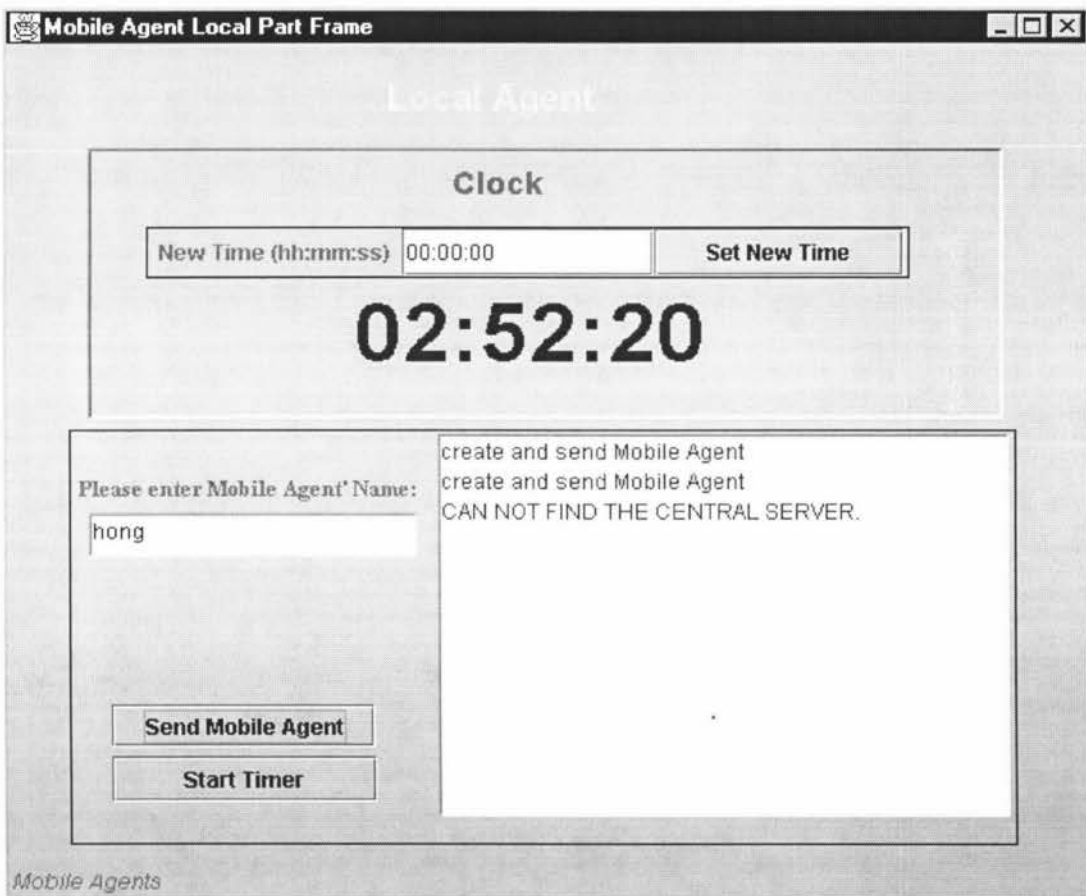 Mobile Agent Local Part Frame
Local Agent
Clock
New Time (hh:mm:ss) 00:00:00 Set New Time
02:52:20
Please enter Mobile Agent' Name:
hong
create and send Mobile Agent
create and send Mobile Agent
CAN NOT FIND THE CENTRAL SERVER.
Send Mobile Agent
Start Timer
Mobile Agents